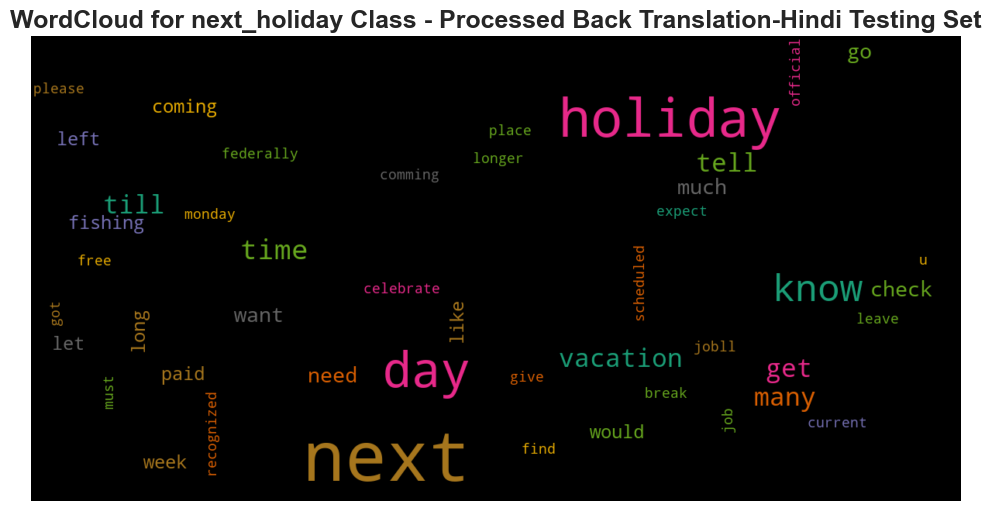 WordCloud for next_holiday Class - Processed Back Translation-Hindi Testing Set
official
go
please
coming
holiday
left
place
federally
longer
tell
comming
much
till
monday
expect
fishing
time
free
scheduled
u
know
check
celebrate
got
long
want
like
leave
let
vacation
jobll
day
get
paid
need
give
must
break
many
recognized
job
current
would
next
find
week